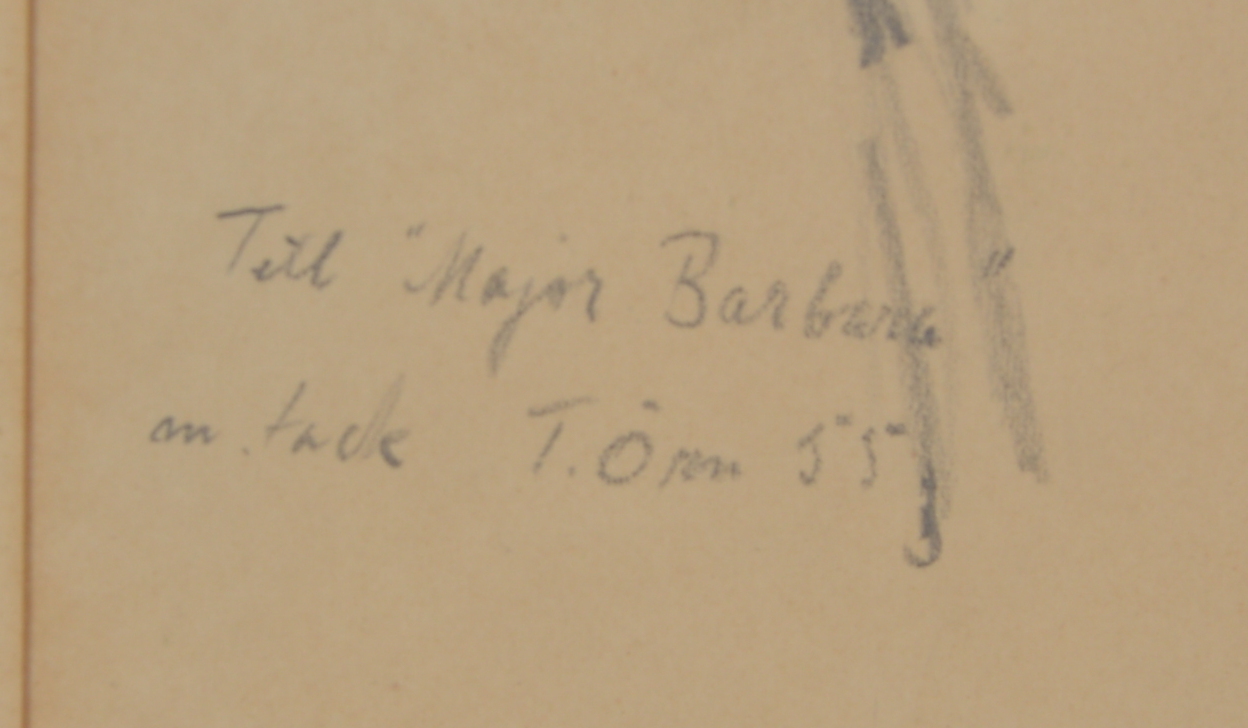 Till "Major Barbara"
m. tack T. Örn 55